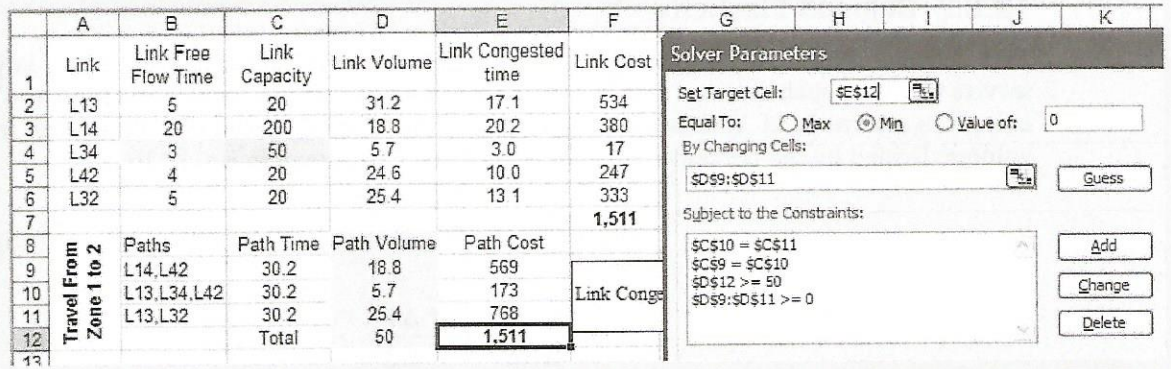 A B C D E F G H I J K
1 Link Link Free Flow Time Link Capacity Link Volume Link Congested time Link Cost
2 L13 5 20 31.2 17.1 534
3 L14 20 200 18.8 20.2 380
4 L34 3 50 5.7 3.0 17
5 L42 4 20 24.6 10.0 247
6 L32 5 20 25.4 13.1 333
7 1,511
8 Paths Path Time Path Volume Path Cost
Travel From Zone 1 to 2
9 L14,L42 30.2 18.8 569
10 L13,L34,L42 30.2 5.7 173 Link Conge
11 L13,L32 30.2 25.4 768
12 Total 50 1,511
13
Solver Parameters
Set Target Cell: $E$12
Equal To: Max Min Value of: 0
By Changing Cells:
$D$9:$D$11 Guess
Subject to the Constraints:
$C$10 = $C$11 Add
$C$9 = $C$10
$D$12 >= 50 Change
$D$9:$D$11 >= 0
Delete